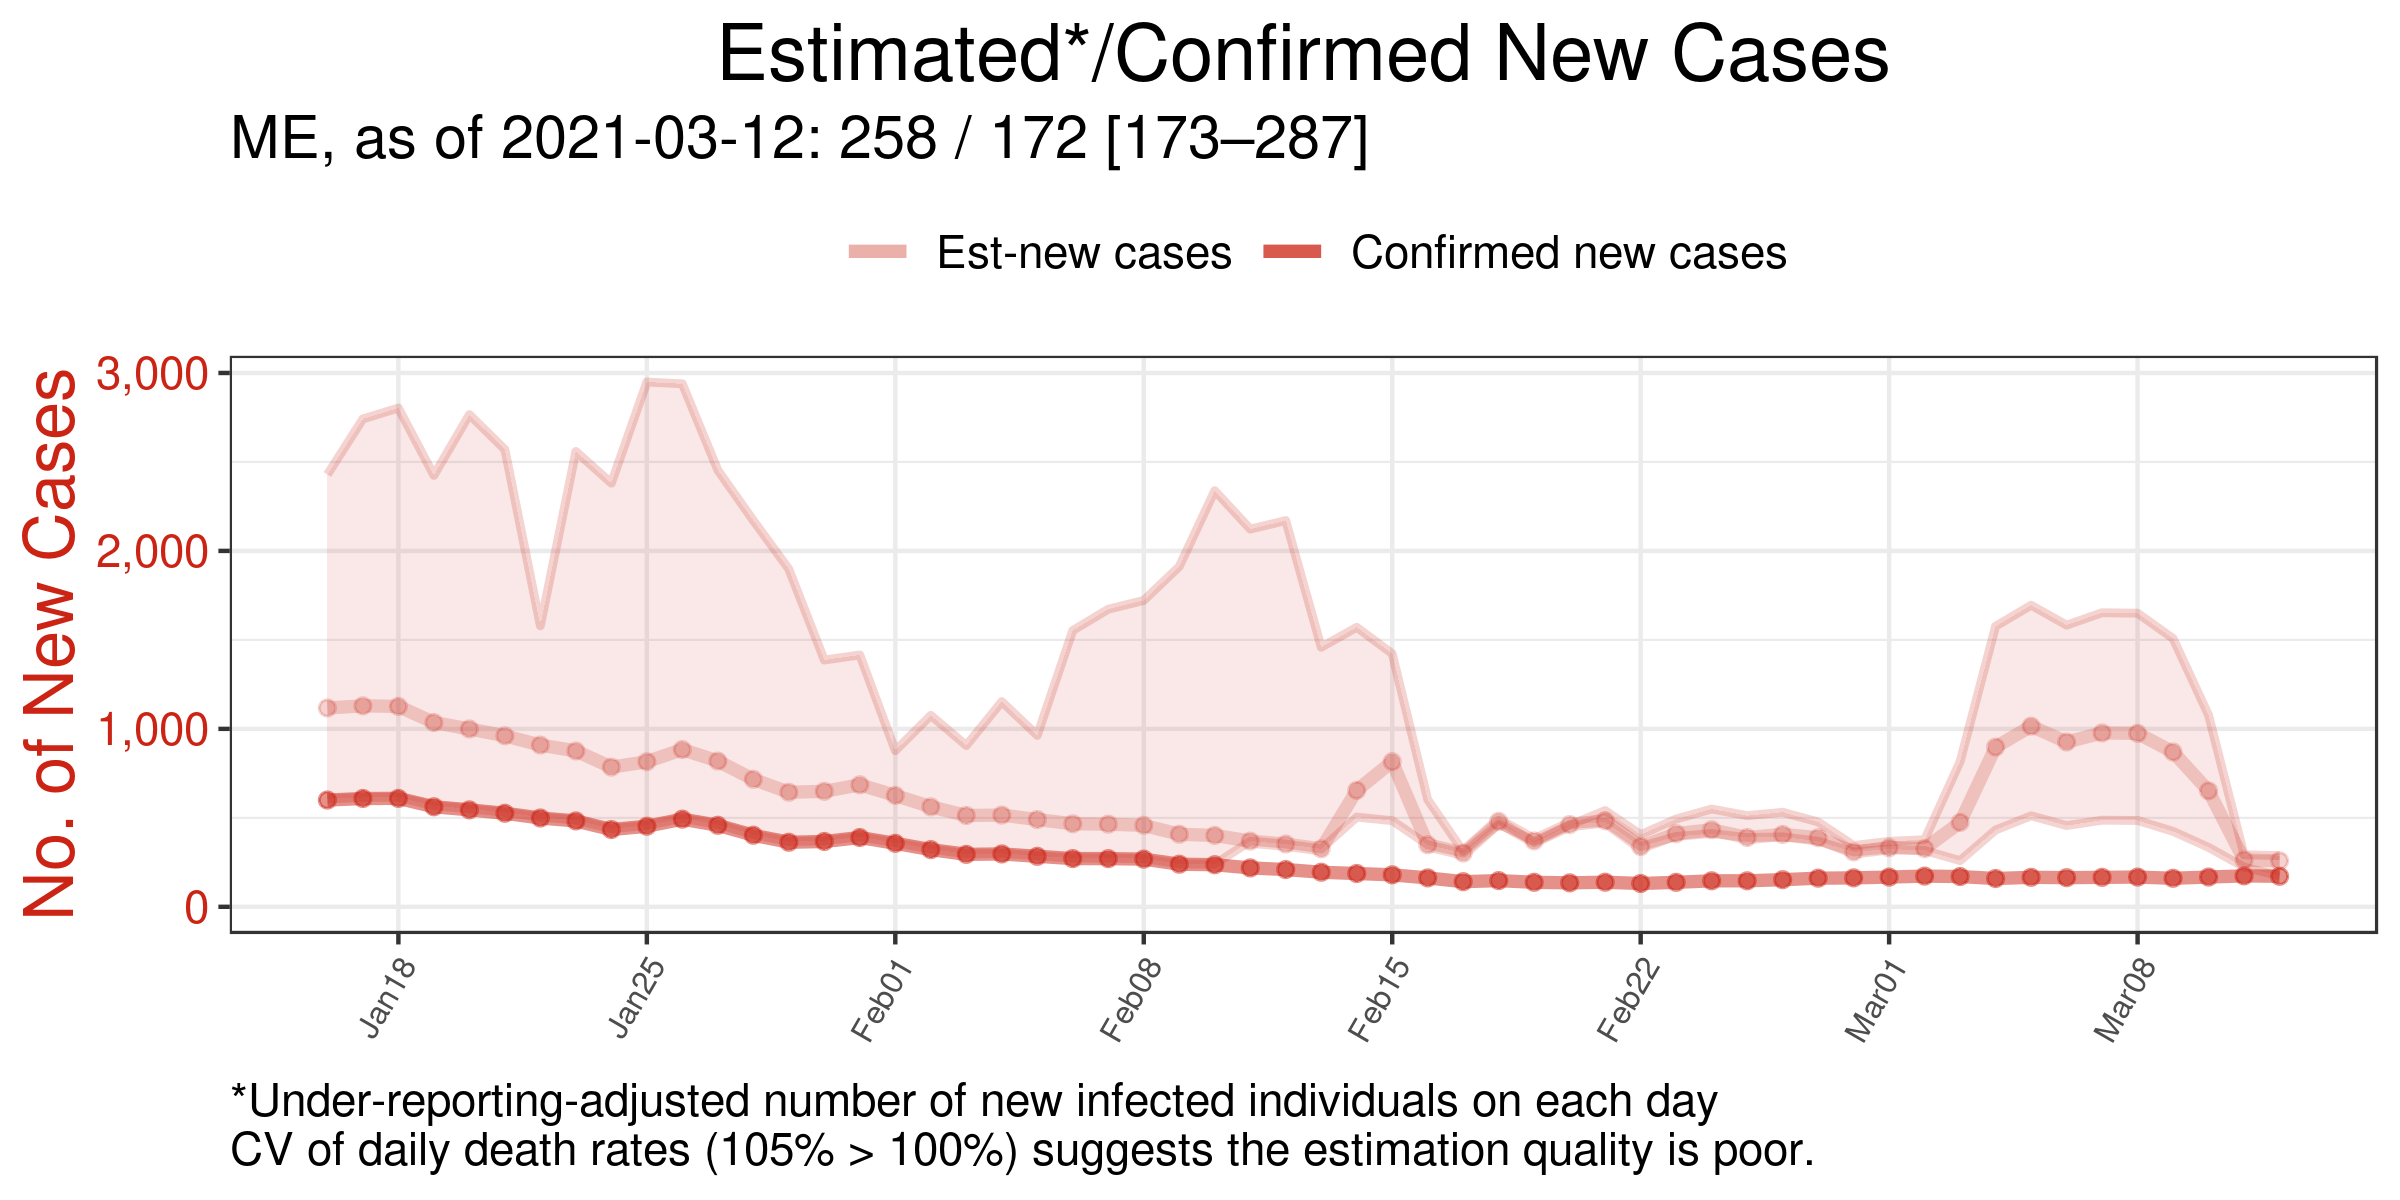 Estimated*/Confirmed New Cases
ME, as of 2021-03-12: 258 / 172 [173–287]
Est-new cases
Confirmed new cases
No. of New Cases
3,000
2,000
1,000
0
Jan18
Jan25
Feb01
Feb08
Feb15
Feb22
Mar01
Mar08
*Under-reporting-adjusted number of new infected individuals on each day
CV of daily death rates (105% > 100%) suggests the estimation quality is poor.